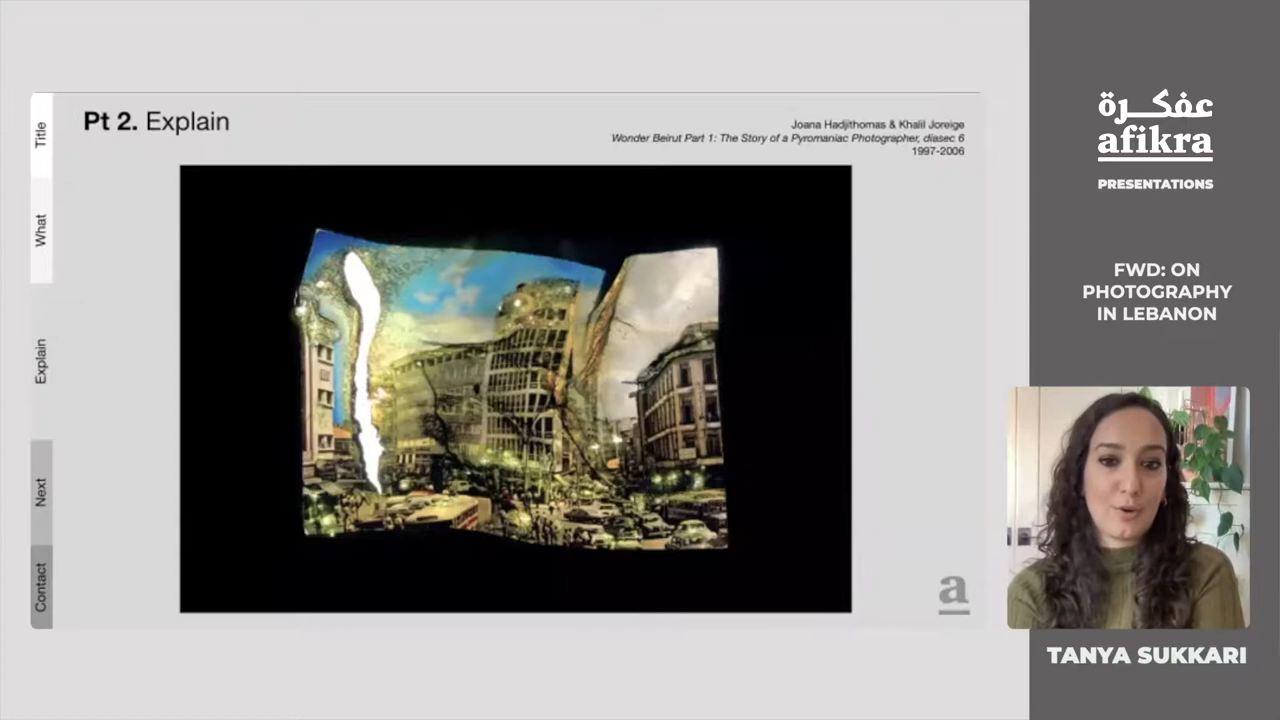 Title
What
Explain
Next
Contact
Pt 2. Explain
Joana Hadjithomas & Khalil Joreige
Wonder Beirut Part 1: The Story of a Pyromaniac Photographer, diasec 6
1997-2006
a
عفكرة
afikra
PRESENTATIONS
FWD: ON
PHOTOGRAPHY
IN LEBANON
TANYA SUKKARI